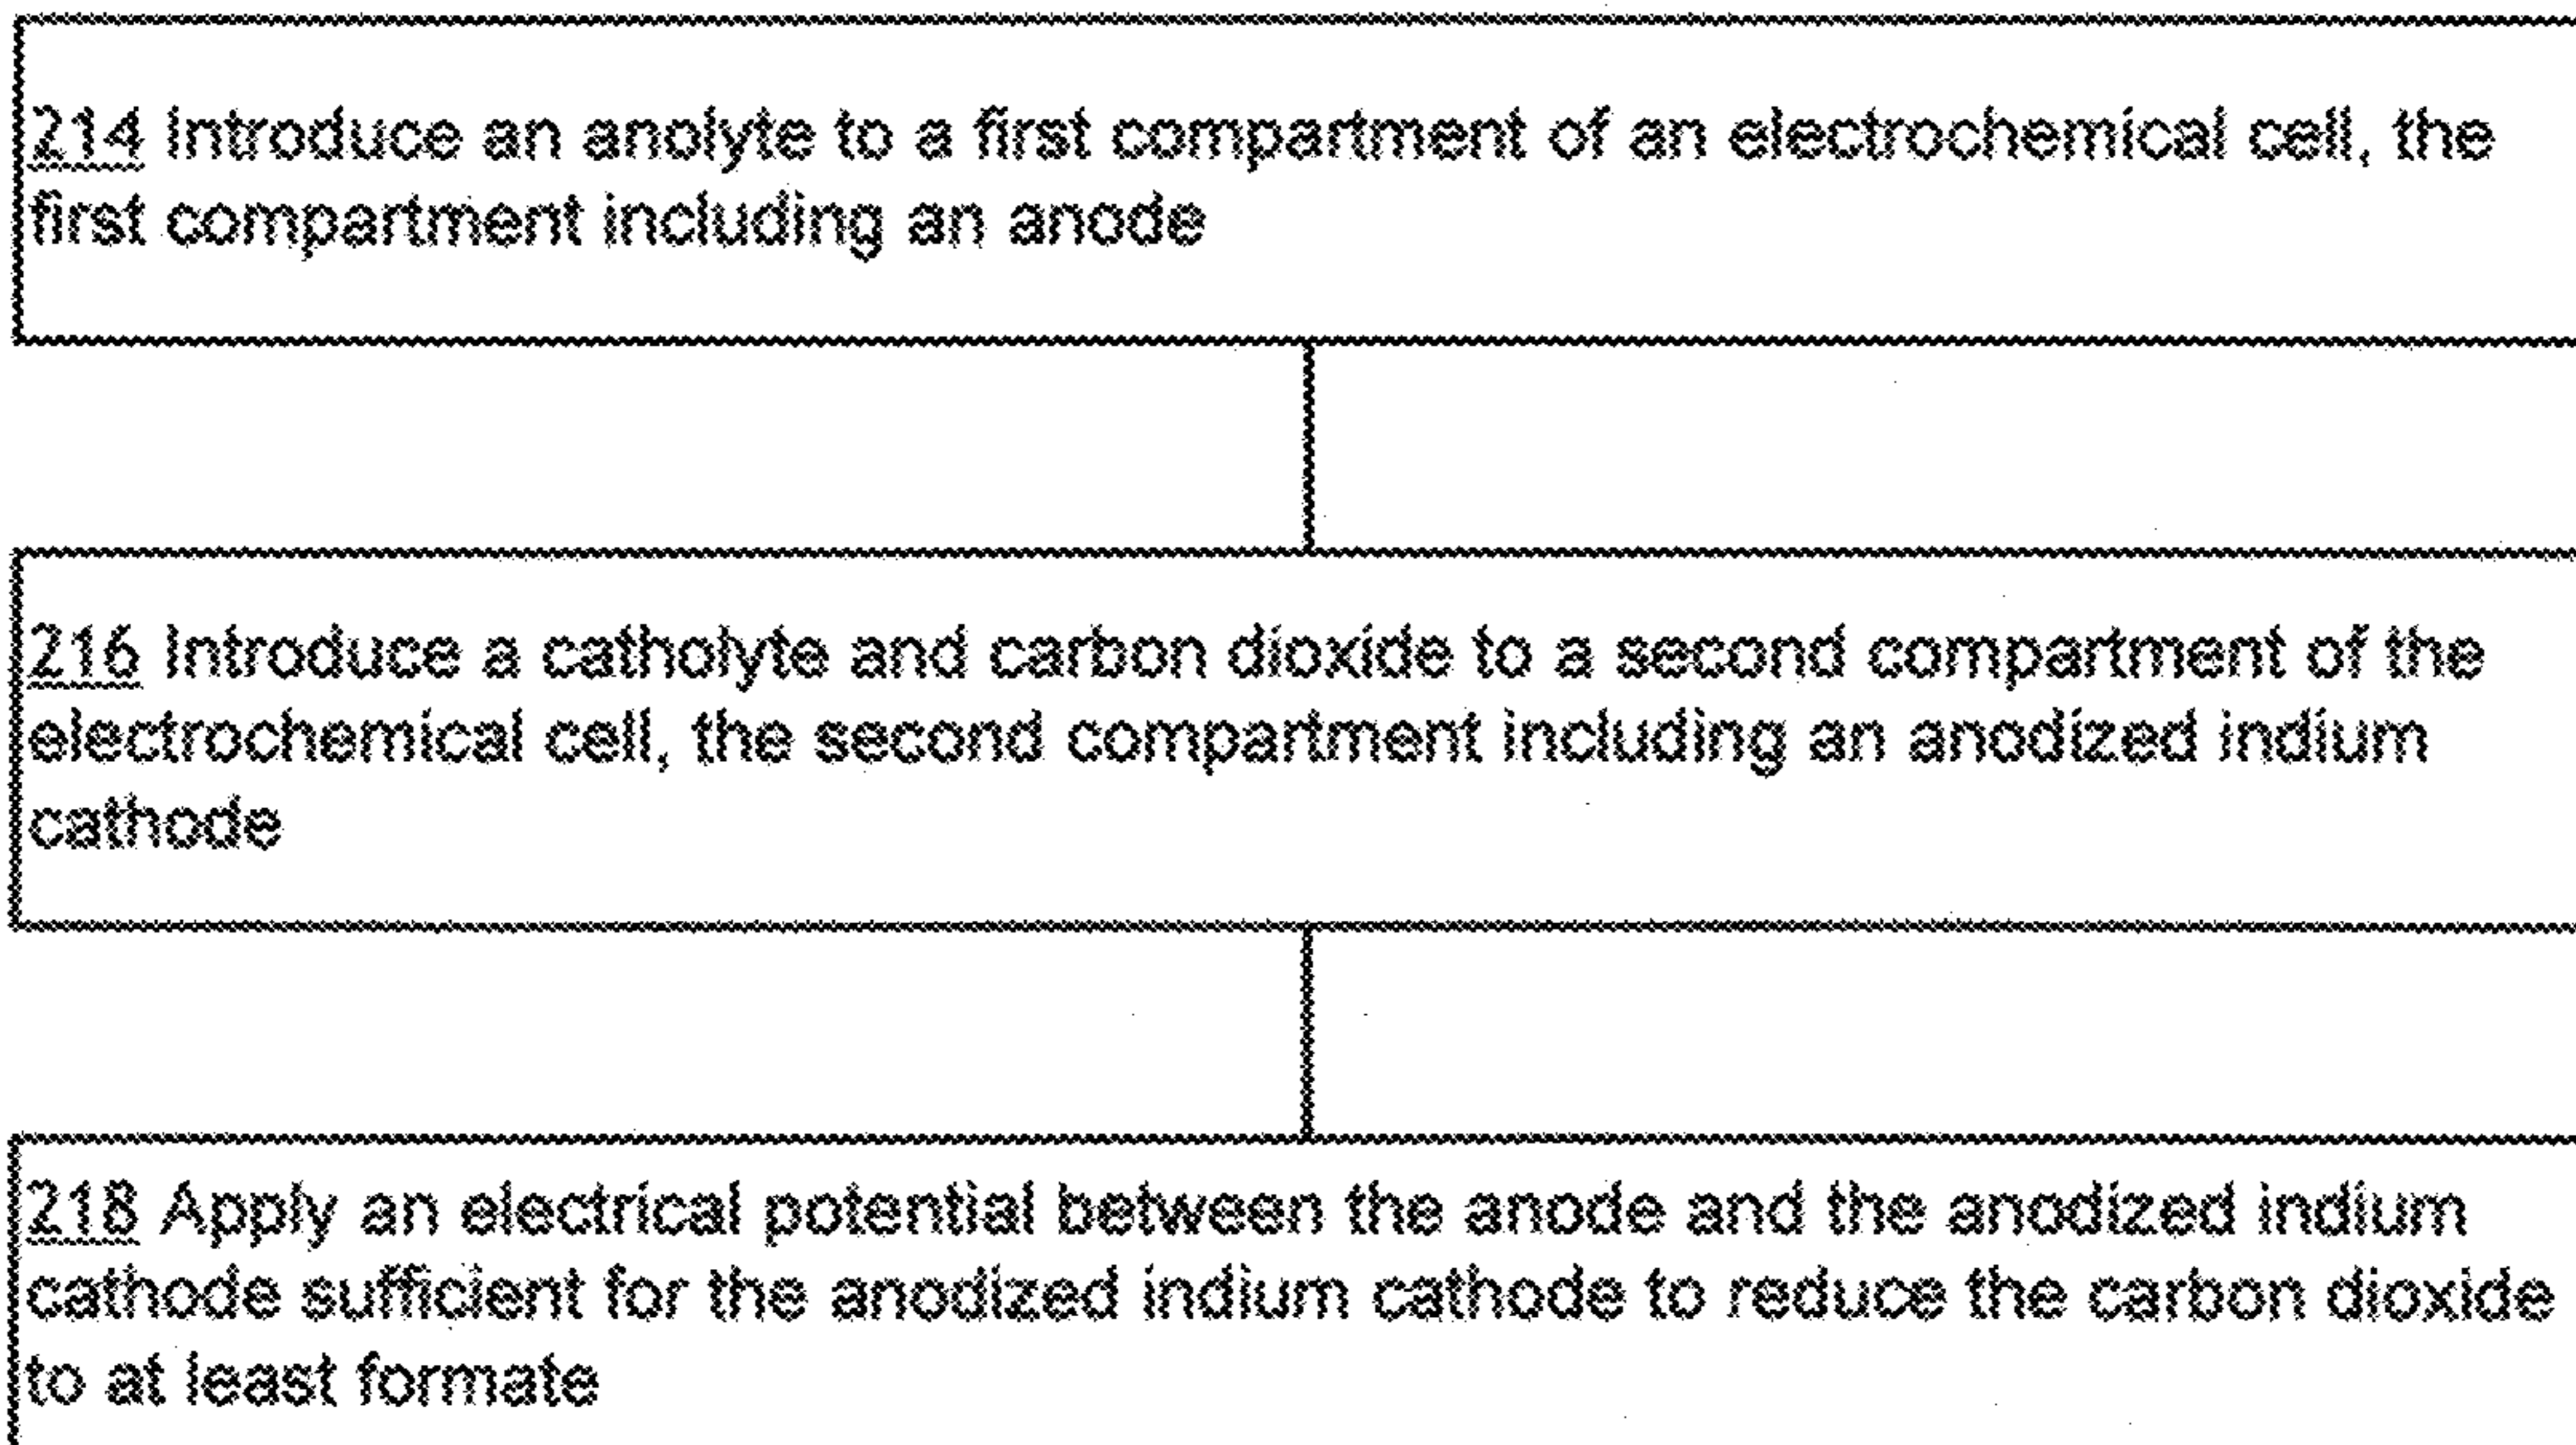 214 Introduce an anolyte to a first compartment of an electrochemical cell, the
first compartment including an anode
216 Introduce a catholyte and carbon dioxide to a second compartment of the
electrochemical cell, the second compartment including an anodized indium
cathode
218 Apply an electrical potential between the anode and the anodized indium
cathode sufficient for the anodized indium cathode to reduce the carbon dioxide
to at least formate